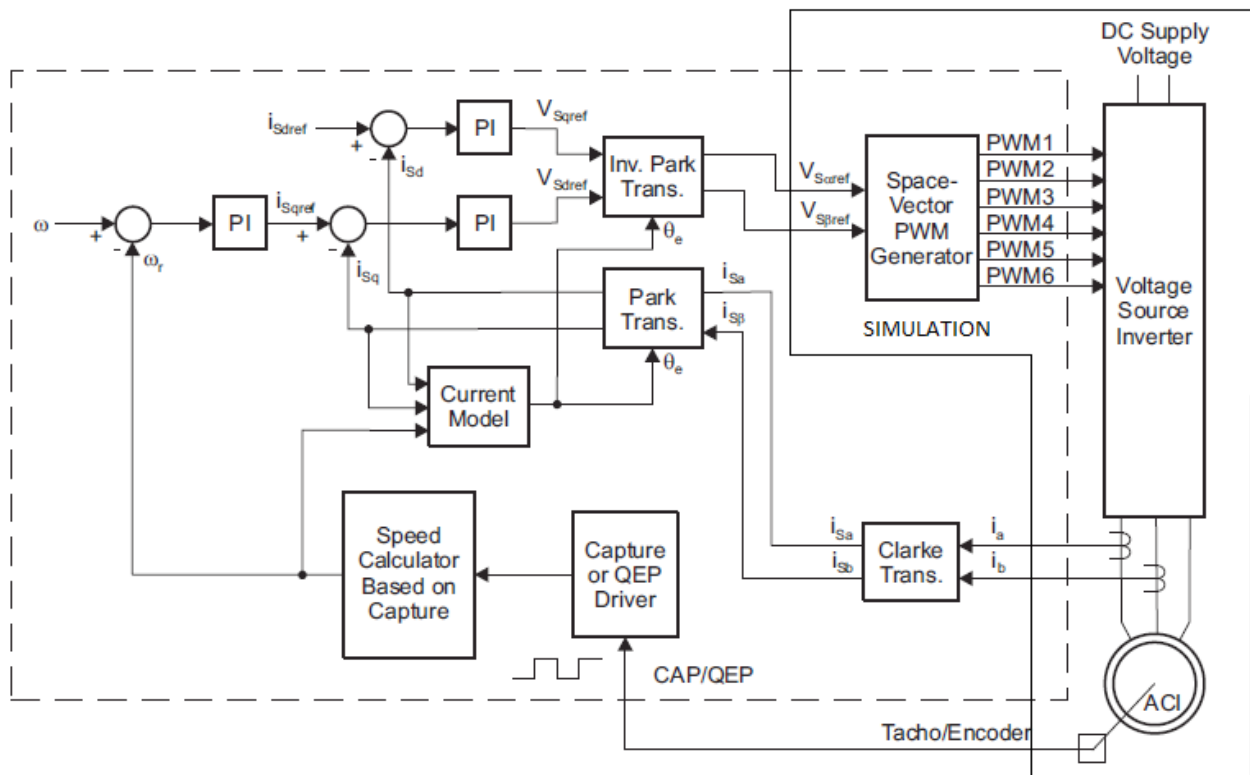 DC Supply
Voltage
iSdref
+
-
iSd
PI
VSqref
VSdref
Inv. Park
Trans.
θe
VSαref
VSβref
Space-
Vector
PWM
Generator
PWM1
PWM2
PWM3
PWM4
PWM5
PWM6
Voltage
Source
Inverter
ω
+
-
ωr
PI
iSqref
+
-
iSq
PI
Park
Trans.
θe
iSa
iSβ
SIMULATION
Current
Model
Speed
Calculator
Based on
Capture
Capture
or QEP
Driver
iSa
iSb
Clarke
Trans.
ia
ib
CAP/QEP
ACI
Tacho/Encoder